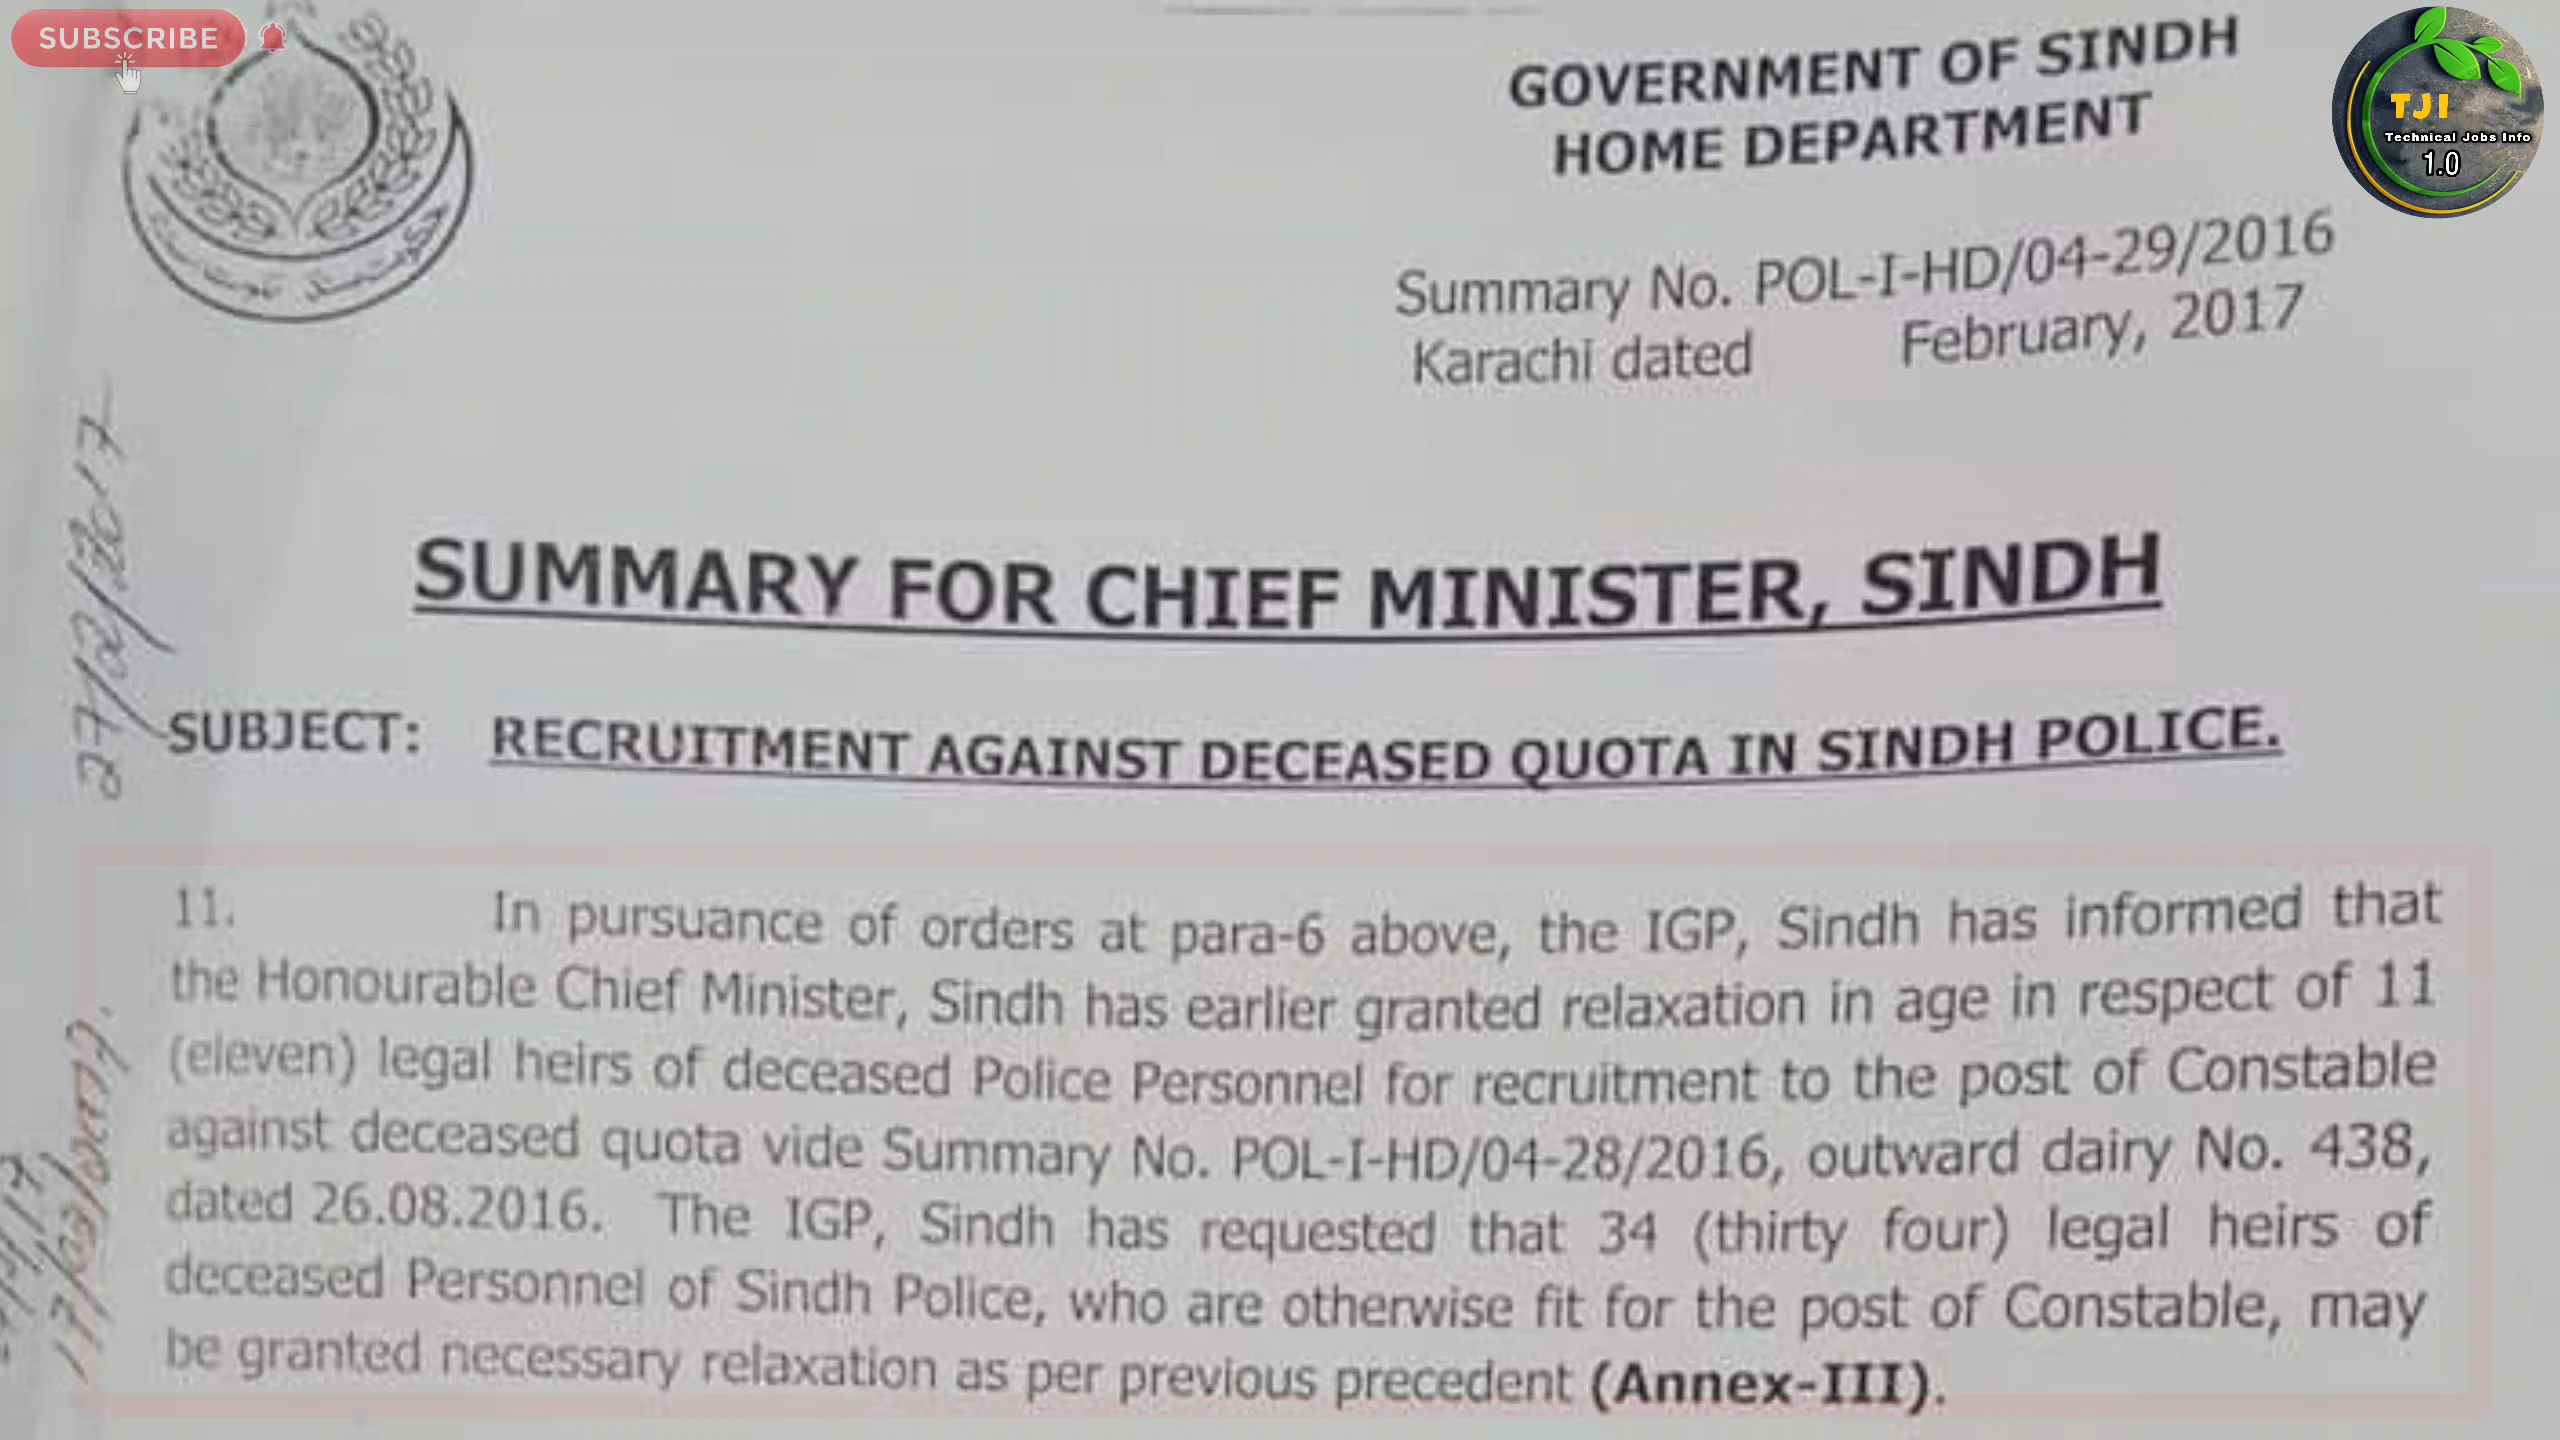 SUBSCRIBE
TJI
Technical Jobs Info
1.0
GOVERNMENT OF SINDH
HOME DEPARTMENT
Summary No. POL-I-HD/04-29/2016
Karachi dated February, 2017
27/02/2017
SUMMARY FOR CHIEF MINISTER, SINDH
SUBJECT: RECRUITMENT AGAINST DECEASED QUOTA IN SINDH POLICE.
11. In pursuance of orders at para-6 above, the IGP, Sindh has informed that
the Honourable Chief Minister, Sindh has earlier granted relaxation in age in respect of 11
(eleven) legal heirs of deceased Police Personnel for recruitment to the post of Constable
against deceased quota vide Summary No. POL-I-HD/04-28/2016, outward dairy No. 438,
dated 26.08.2016. The IGP, Sindh has requested that 34 (thirty four) legal heirs of
deceased Personnel of Sindh Police, who are otherwise fit for the post of Constable, may
be granted necessary relaxation as per previous precedent (Annex-III).